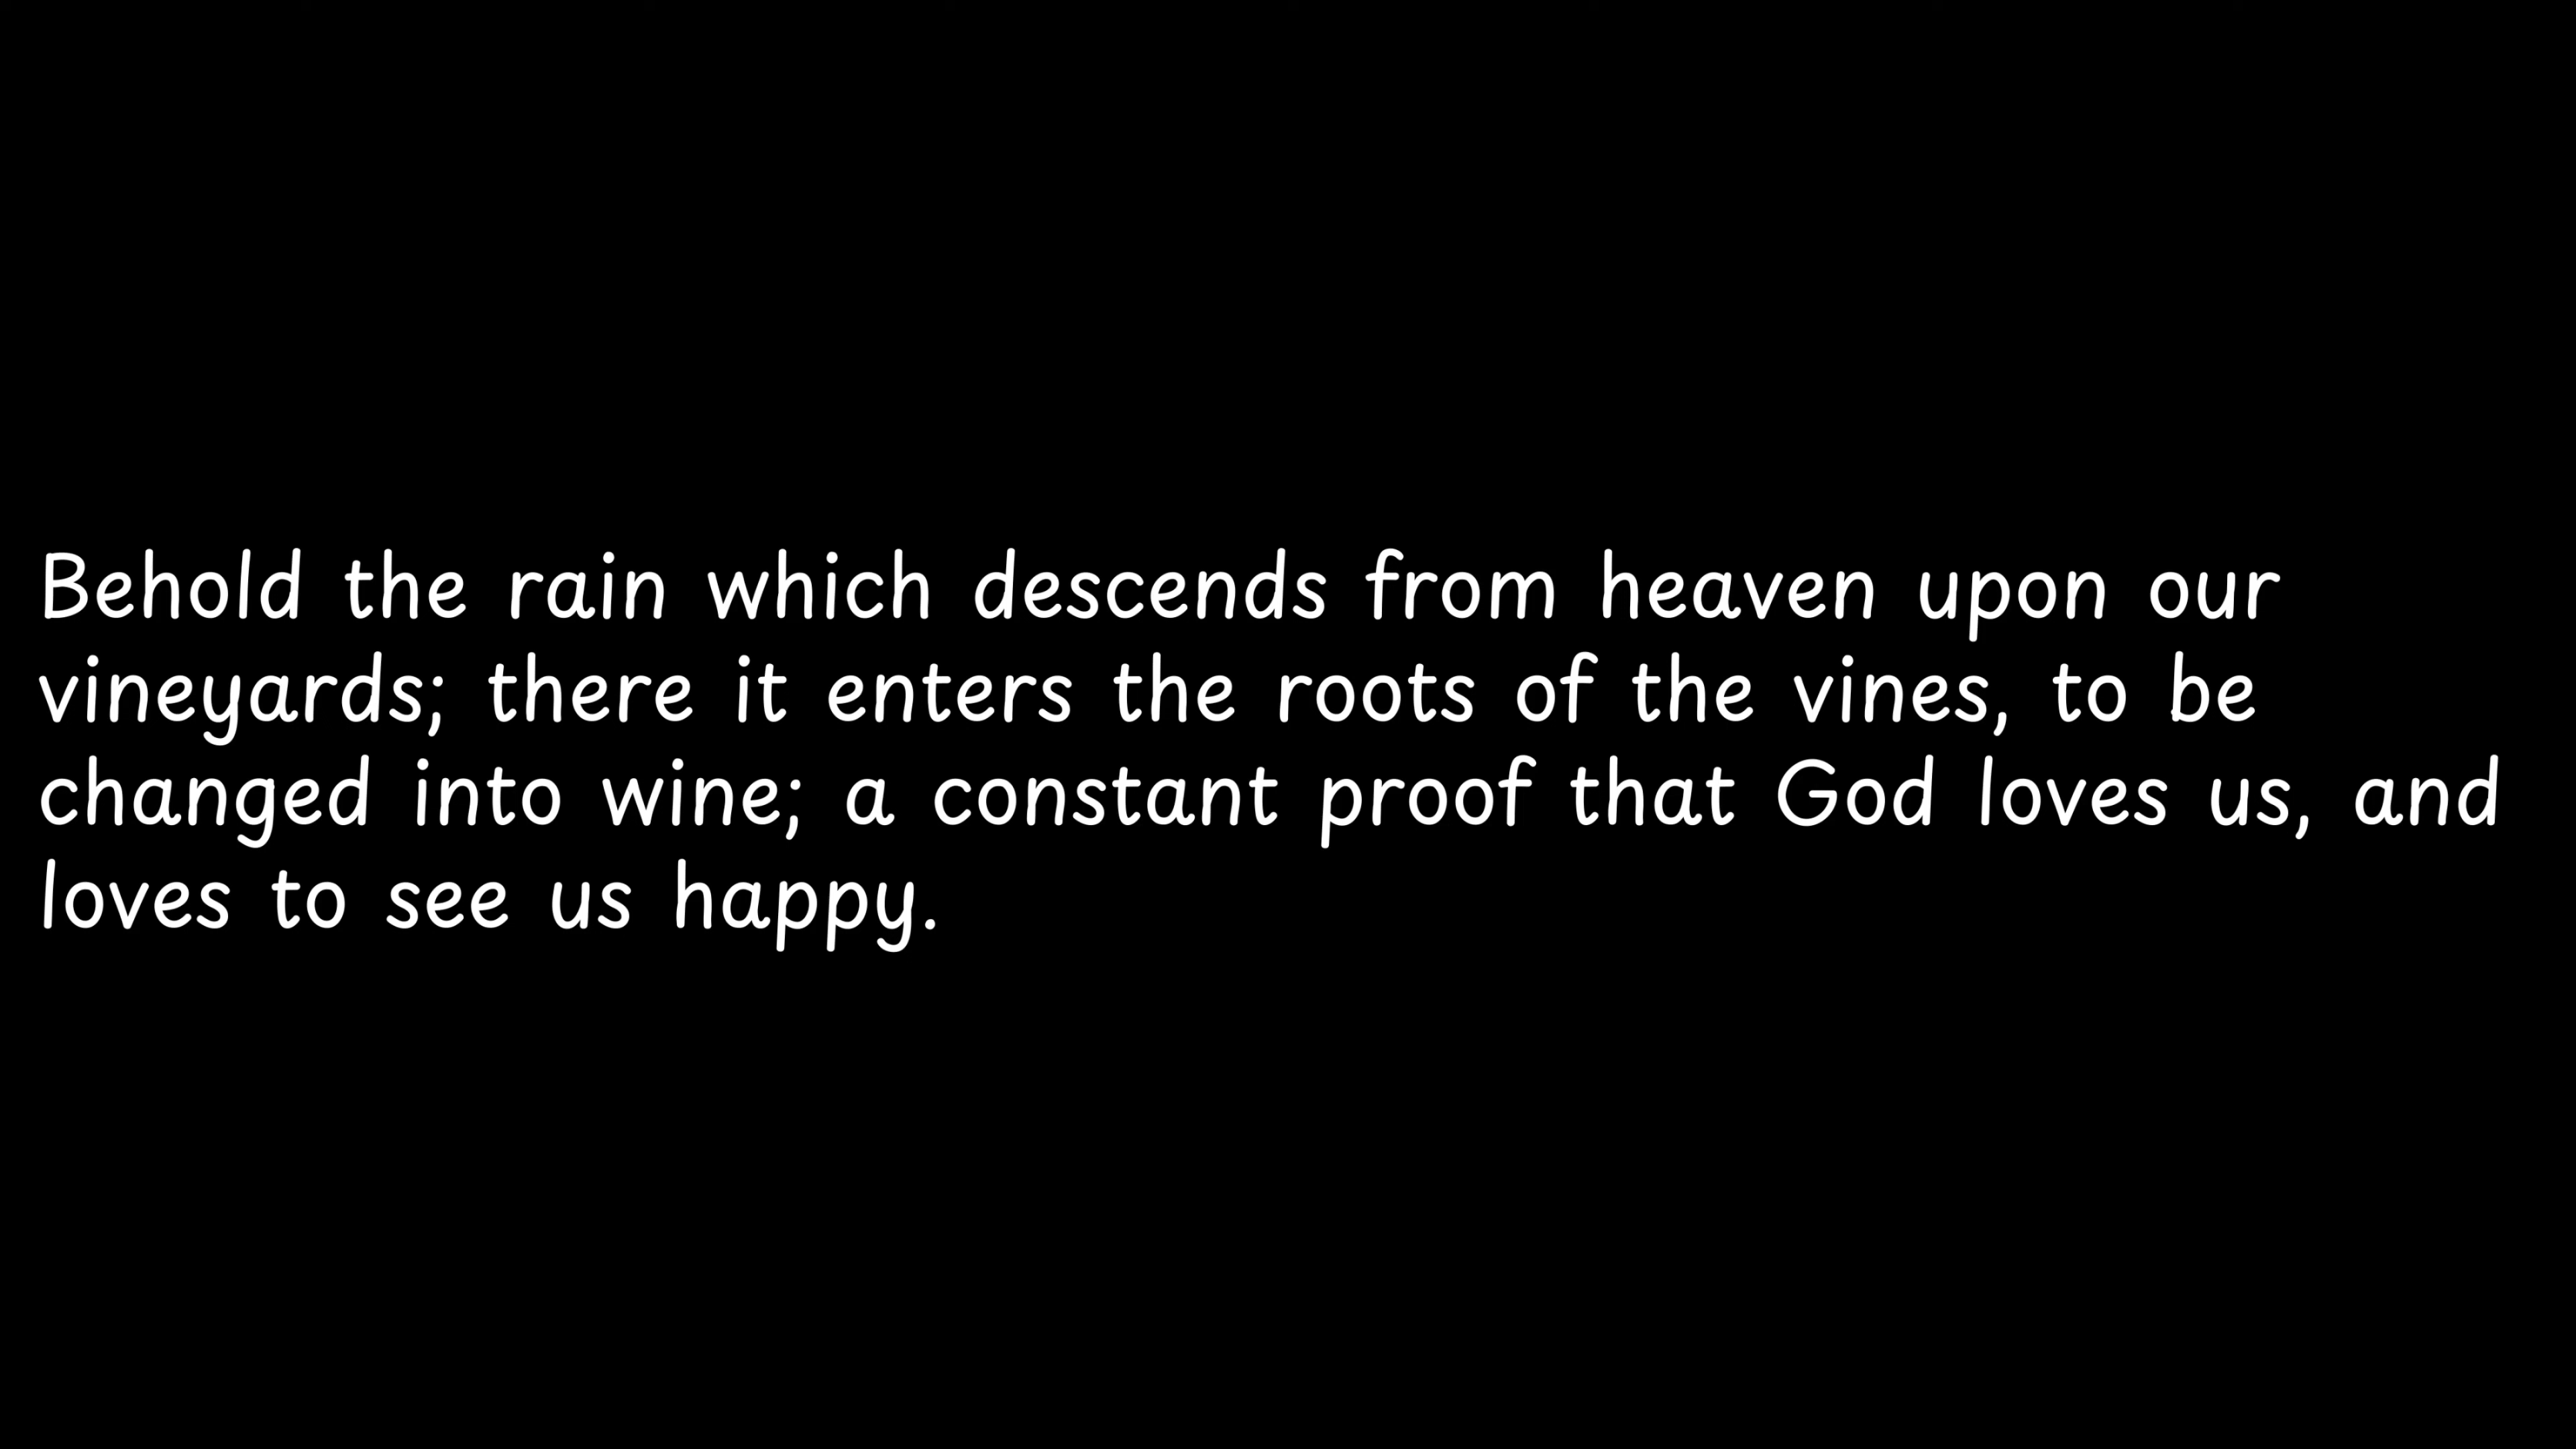 Behold the rain which descends from heaven upon our
vineyards; there it enters the roots of the vines, to be
changed into wine; a constant proof that God loves us, and
loves to see us happy.